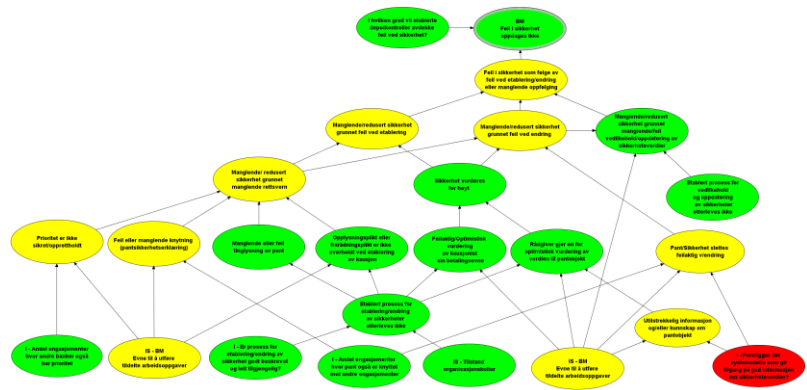 I hvilken grad vil etablerte
depotkontroller avdekke
feil ved sikkerhet?
BM
Feil i sikkerhet
oppdages ikke
Feil i sikkerhet som følge av
feil ved etablering/endring
eller manglende oppfølging
Manglende/redusert sikkerhet
grunnet feil ved etablering
Manglende/redusert sikkerhet
grunnet feil ved endring
Manglende/redusert
sikkerhet grunnet
manglende/feil
vedlikehold/oppdatering av
sikkerhetsverdier
Manglende/ redusert
sikkerhet grunnet
manglende rettsvern
Sikkerhet vurderes
for høyt
Etablert prosess for
vedlikehold
og oppdatering
av sikkerheter
etterleves ikke
Prioritet er ikke
sikret/opprettholdt
Feil eller manglende knytning
(pantsikkerhetserklæring)
Manglende eller feil
tinglysning av pant
Opplysningsplikt eller
frarådningsplikt er ikke
overholdt ved etablering
av kausjon
Feilaktig/Optimistisk
vurdering
av kausjonist
sin betalingsevne
Rådgiver gjør en for
optimistisk vurdering av
verdien til pantobjekt
Pant/Sikkerhet slettes
feilaktig v/endring
Etablert prosess for
etablering/endring
av sikkerheter
etterleves ikke
Utilstrekkelig informasjon
og/eller kunnskap om
pantobjekt
I - Andel engasjementer
hvor andre banker også
har prioritet
IS - BM
Evne til å utføre
tildelte arbeidsoppgaver
I - Er prosess for
etablering/endring av
sikkerhet godt beskrevet
og lett tilgjengelig?
I - Andel engasjementer
hvor pant også er knyttet
mot andre engasjementer
IS - Tilstand
organisasjonskultur
IS - BM
Evne til å utføre
tildelte arbeidsoppgaver
I - Foreligger det
systemstøtte som gir
tilgang på god informasjon
om sikkerhetsverdier?